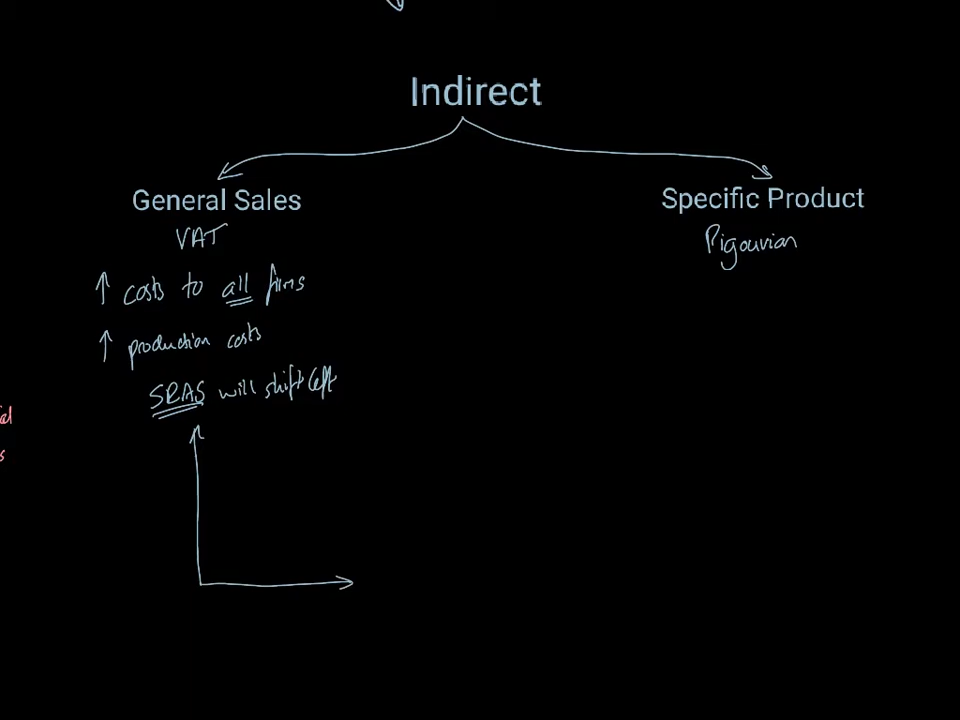 Indirect
General Sales
VAT
↑ costs to all firms
↑ production costs
SRAS will shift left
Specific Product
Pigouvian